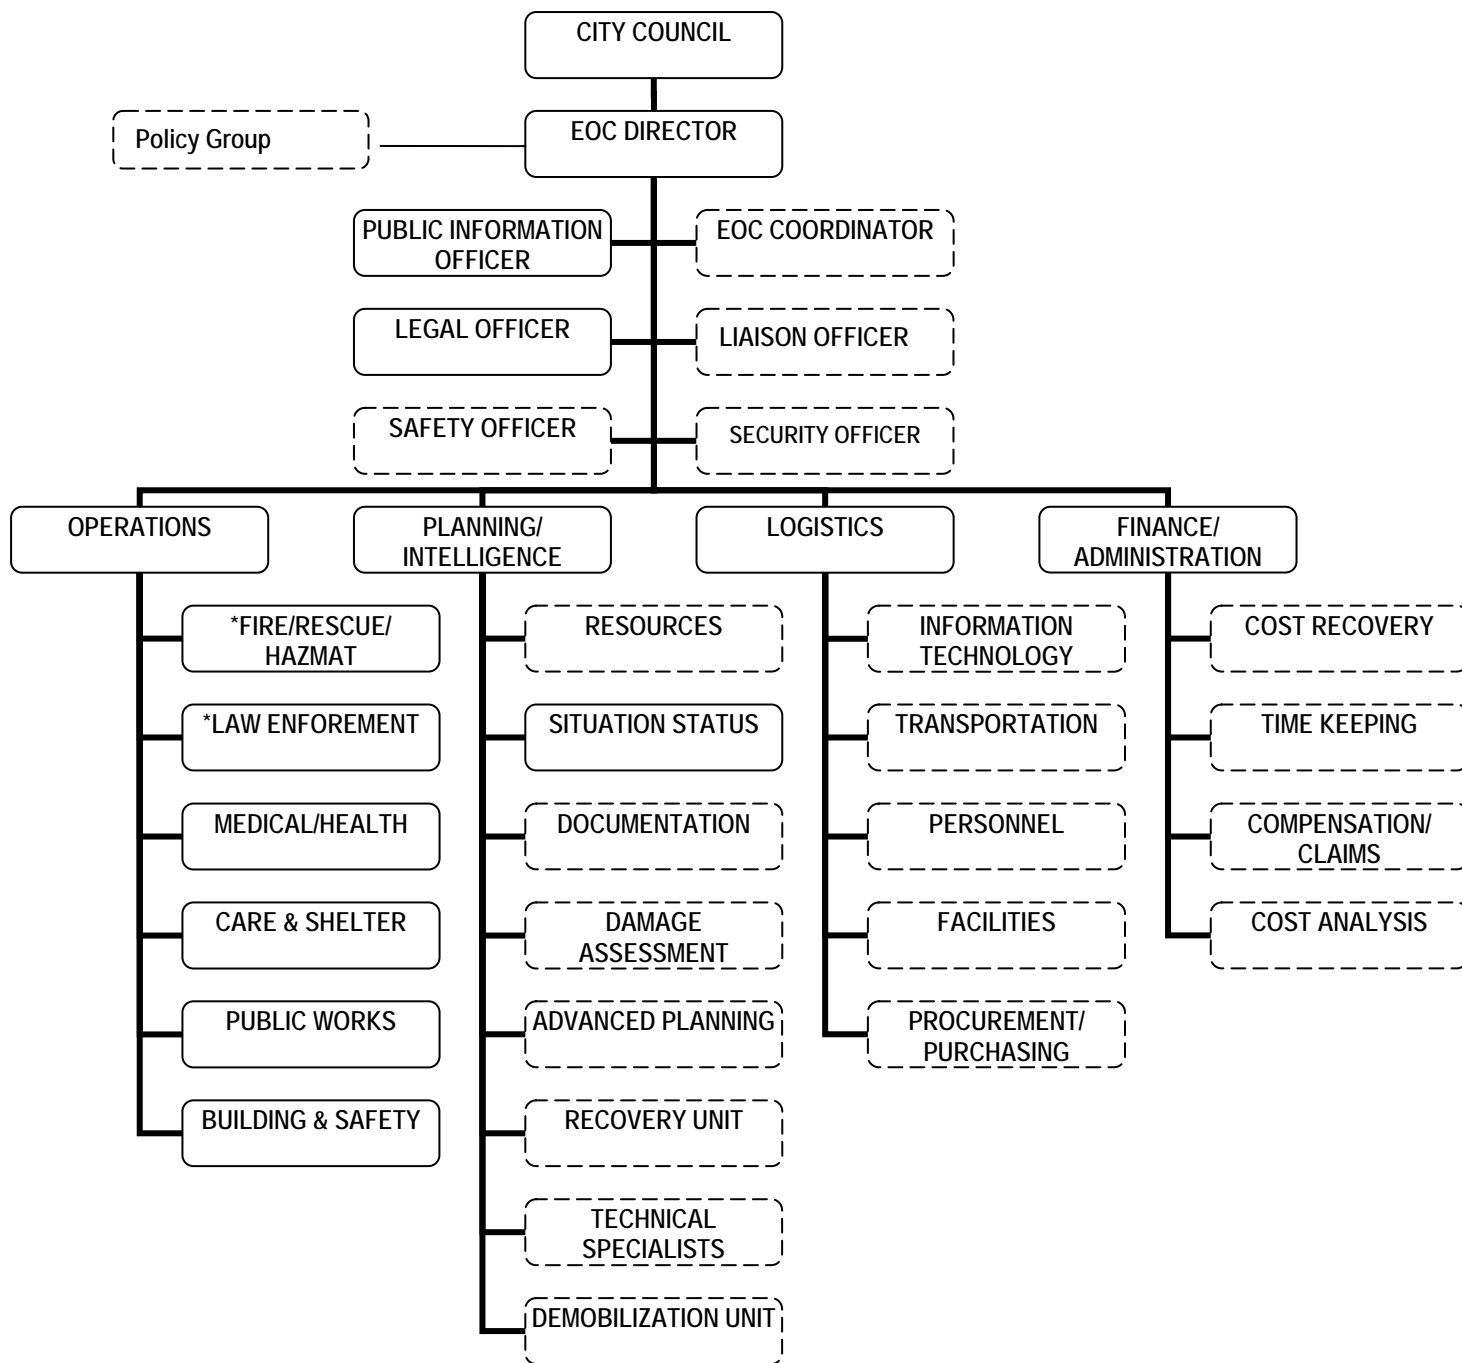 CITY COUNCIL
Policy Group
EOC DIRECTOR
PUBLIC INFORMATION
OFFICER
EOC COORDINATOR
LEGAL OFFICER
LIAISON OFFICER
SAFETY OFFICER
SECURITY OFFICER
OPERATIONS
PLANNING/
INTELLIGENCE
LOGISTICS
FINANCE/
ADMINISTRATION
*FIRE/RESCUE/
HAZMAT
*LAW ENFOREMENT
MEDICAL/HEALTH
CARE & SHELTER
PUBLIC WORKS
BUILDING & SAFETY
RESOURCES
SITUATION STATUS
DOCUMENTATION
DAMAGE
ASSESSMENT
ADVANCED PLANNING
RECOVERY UNIT
TECHNICAL
SPECIALISTS
DEMOBILIZATION UNIT
INFORMATION
TECHNOLOGY
TRANSPORTATION
PERSONNEL
FACILITIES
PROCUREMENT/
PURCHASING
COST RECOVERY
TIME KEEPING
COMPENSATION/
CLAIMS
COST ANALYSIS